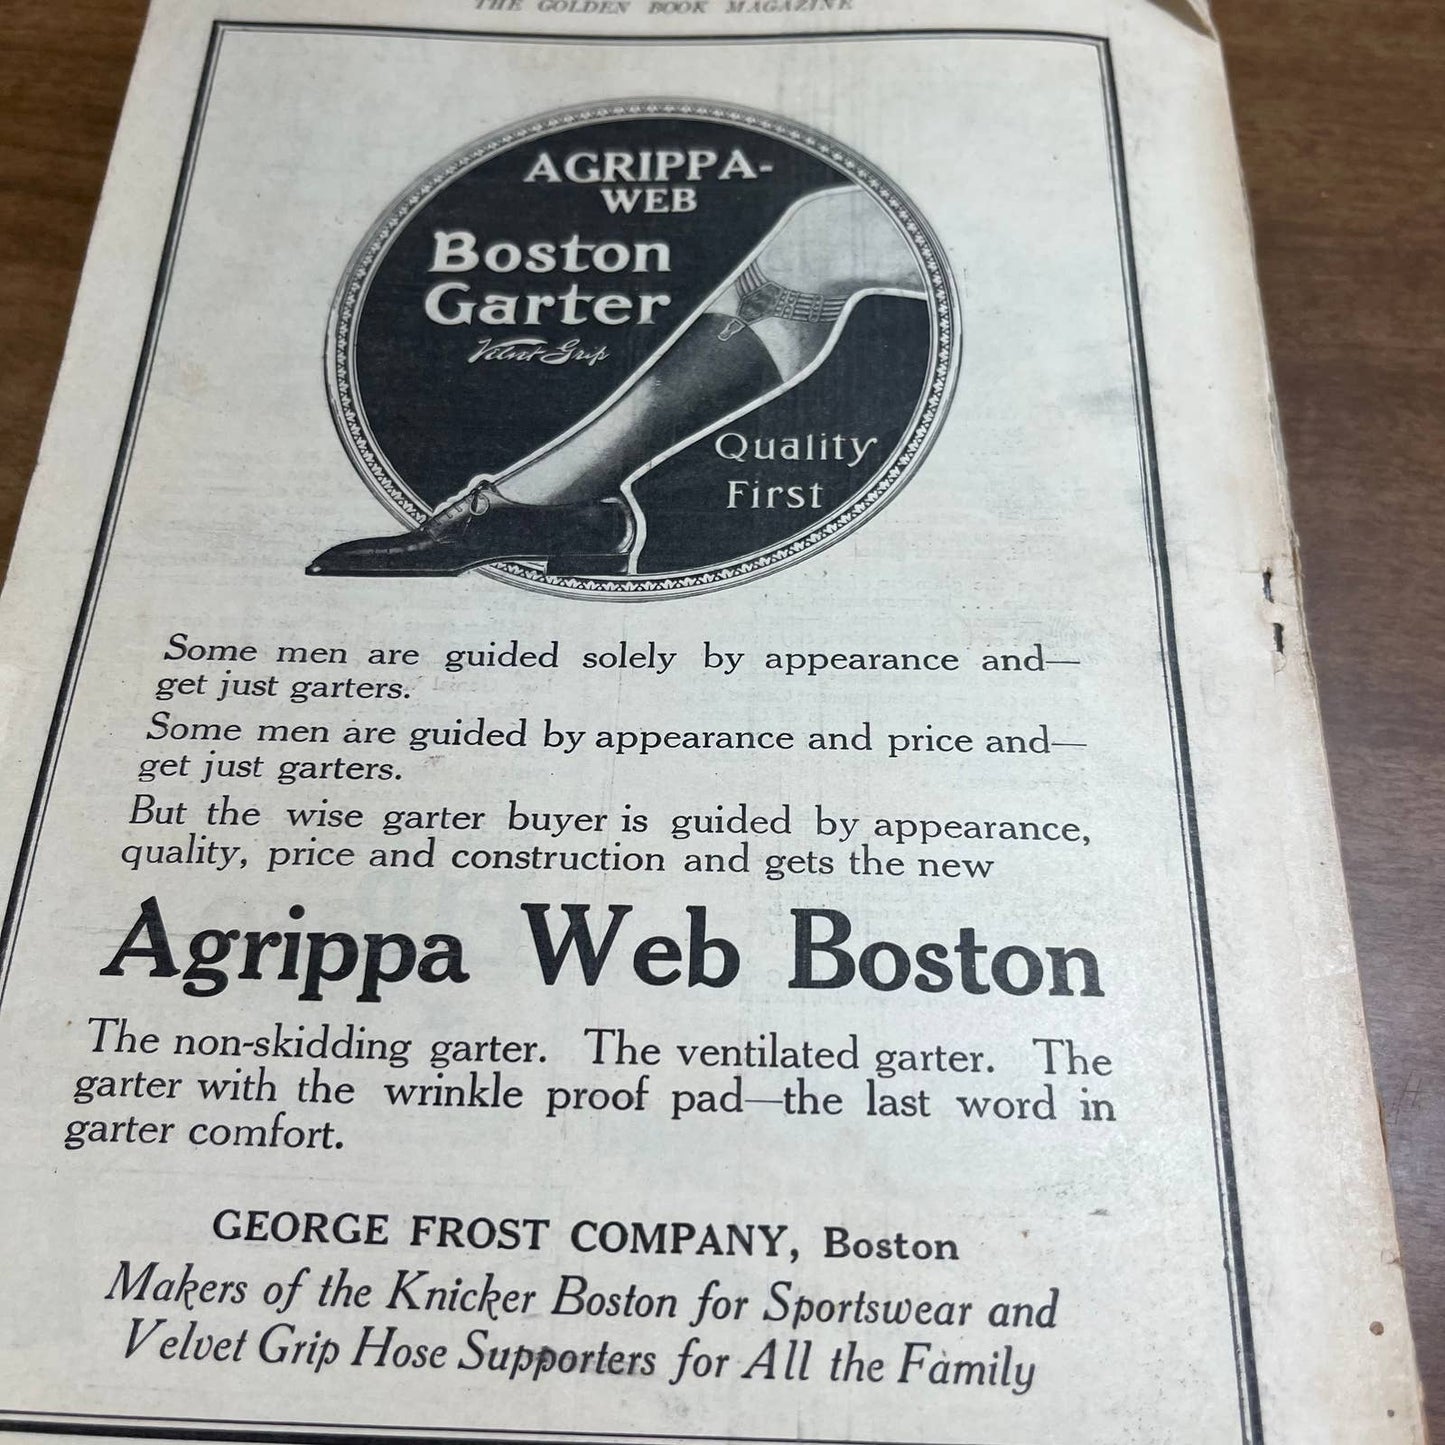 THE GOLDEN BOOK MAGAZINE
AGRIPPA-
WEB
Boston
Garter
Velvet Grip
Quality
First
Some men are guided solely by appearance and—
get just garters.
Some men are guided by appearance and price and—
get just garters.
But the wise garter buyer is guided by appearance,
quality, price and construction and gets the new
Agrippa Web Boston
The non-skidding garter. The ventilated garter. The
garter with the wrinkle proof pad—the last word in
garter comfort.
GEORGE FROST COMPANY, Boston
Makers of the Knicker Boston for Sportswear and
Velvet Grip Hose Supporters for All the Family